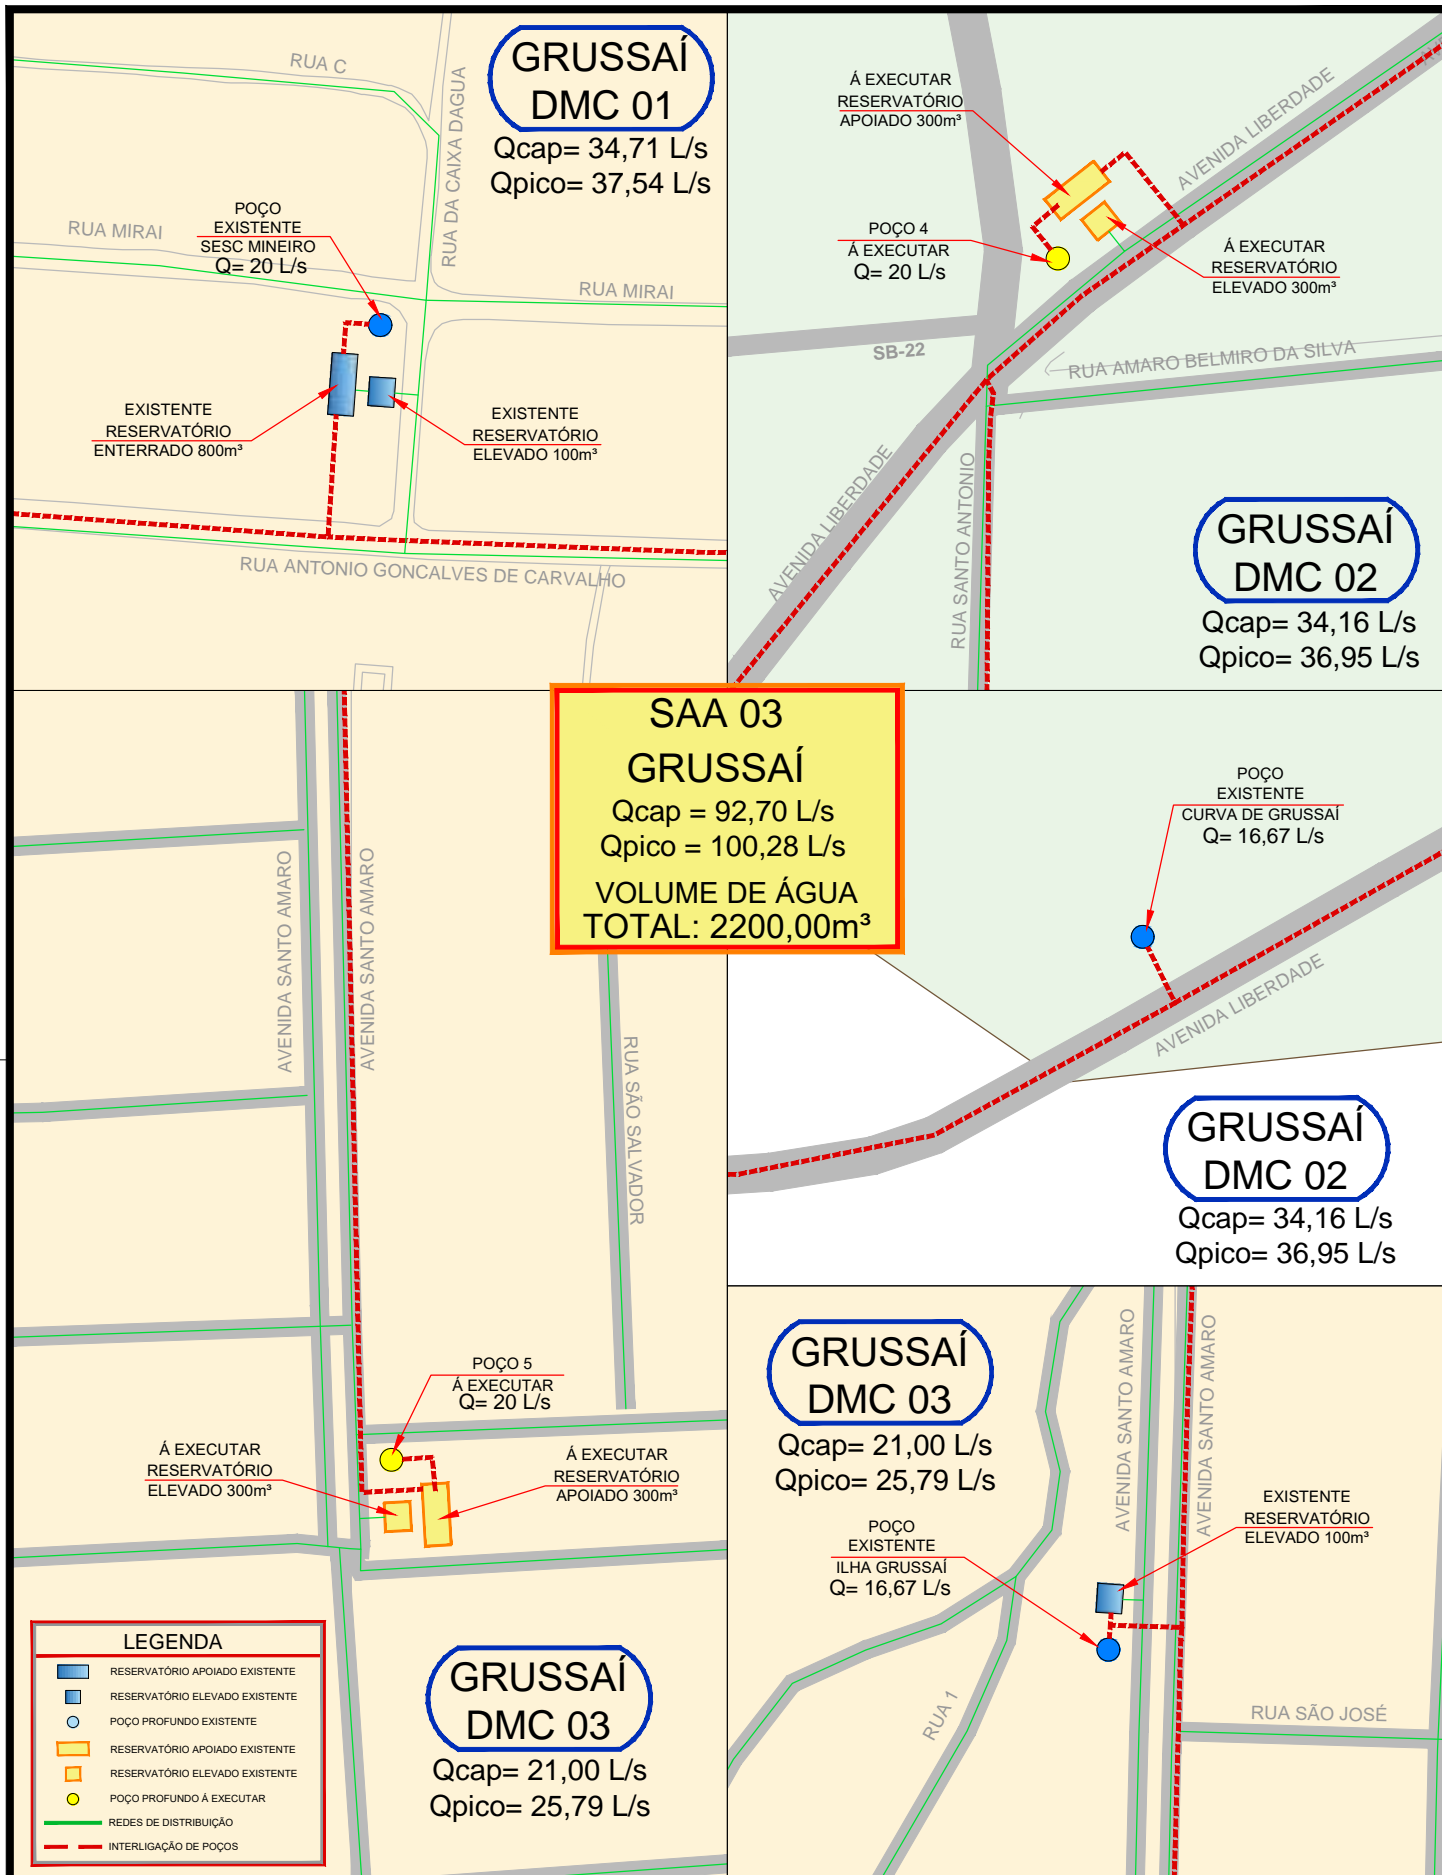 GRUSSAÍ
DMC 01
Qcap= 34,71 L/s
Qpico= 37,54 L/s
RUA C
RUA DA CAIXA DAGUA
RUA MIRAI
POÇO
EXISTENTE
SESC MINEIRO
Q= 20 L/s
RUA MIRAI
EXISTENTE
RESERVATÓRIO
ENTERRADO 800m³
EXISTENTE
RESERVATÓRIO
ELEVADO 100m³
RUA ANTONIO GONCALVES DE CARVALHO
Á EXECUTAR
RESERVATÓRIO
APOIADO 300m³
AVENIDA LIBERDADE
POÇO 4
Á EXECUTAR
Q= 20 L/s
Á EXECUTAR
RESERVATÓRIO
ELEVADO 300m³
SB-22
RUA AMARO BELMIRO DA SILVA
AVENIDA LIBERDADE
RUA SANTO ANTONIO
GRUSSAÍ
DMC 02
Qcap= 34,16 L/s
Qpico= 36,95 L/s
SAA 03
GRUSSAÍ
Qcap = 92,70 L/s
Qpico = 100,28 L/s
VOLUME DE ÁGUA
TOTAL: 2200,00m³
POÇO
EXISTENTE
CURVA DE GRUSSAÍ
Q= 16,67 L/s
AVENIDA LIBERDADE
GRUSSAÍ
DMC 02
Qcap= 34,16 L/s
Qpico= 36,95 L/s
AVENIDA SANTO AMARO
AVENIDA SANTO AMARO
RUA SÃO SALVADOR
POÇO 5
Á EXECUTAR
Q= 20 L/s
Á EXECUTAR
RESERVATÓRIO
ELEVADO 300m³
Á EXECUTAR
RESERVATÓRIO
APOIADO 300m³
GRUSSAÍ
DMC 03
Qcap= 21,00 L/s
Qpico= 25,79 L/s
LEGENDA
RESERVATÓRIO APOIADO EXISTENTE
RESERVATÓRIO ELEVADO EXISTENTE
POÇO PROFUNDO EXISTENTE
RESERVATÓRIO APOIADO EXISTENTE
RESERVATÓRIO ELEVADO EXISTENTE
POÇO PROFUNDO Á EXECUTAR
REDES DE DISTRIBUIÇÃO
INTERLIGAÇÃO DE POÇOS
GRUSSAÍ
DMC 03
Qcap= 21,00 L/s
Qpico= 25,79 L/s
AVENIDA SANTO AMARO
AVENIDA SANTO AMARO
POÇO
EXISTENTE
ILHA GRUSSAÍ
Q= 16,67 L/s
EXISTENTE
RESERVATÓRIO
ELEVADO 100m³
RUA 1
RUA SÃO JOSÉ